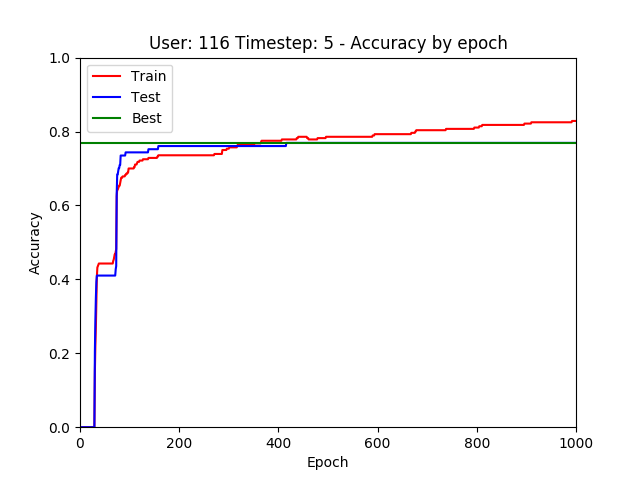 User: 116 Timestep: 5 - Accuracy by epoch
Train
Test
Best
Accuracy
1.0
0.8
0.6
0.4
0.2
0.0
0 200 400 600 800 1000
Epoch